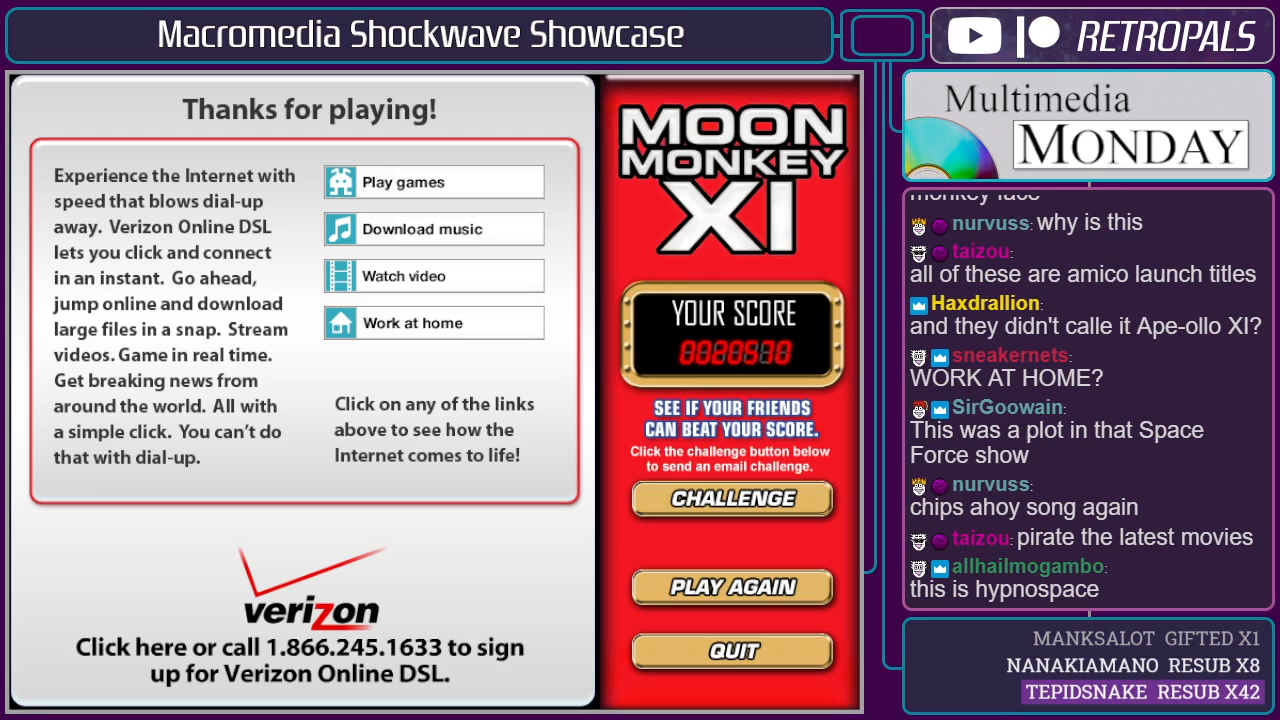 Macromedia Shockwave Showcase
RETROPALS
Thanks for playing!
Experience the Internet with
speed that blows dial-up
away. Verizon Online DSL
lets you click and connect
in an instant. Go ahead,
jump online and download
large files in a snap. Stream
videos. Game in real time.
Get breaking news from
around the world. All with
a simple click. You can't do
that with dial-up.
Play games
Download music
Watch video
Work at home
Click on any of the links
above to see how the
Internet comes to life!
verizon
Click here or call 1.866.245.1633 to sign
up for Verizon Online DSL.
MOON
MONKEY
XI
YOUR SCORE
SEE IF YOUR FRIENDS
CAN BEAT YOUR SCORE.
Click the challenge button below
to send an email challenge.
CHALLENGE
PLAY AGAIN
QUIT
Multimedia
MONDAY
monkey face
nurvuss: why is this
taizou:
all of these are amico launch titles
Haxdrallion:
and they didn't calle it Ape-ollo XI?
sneakernets:
WORK AT HOME?
SirGoowain:
This was a plot in that Space
Force show
nurvuss:
chips ahoy song again
taizou: pirate the latest movies
allhailmogambo:
this is hypnospace
MANKSALOT GIFTED X1
NANAKIAMANO RESUB X8
TEPIDSNAKE RESUB X42